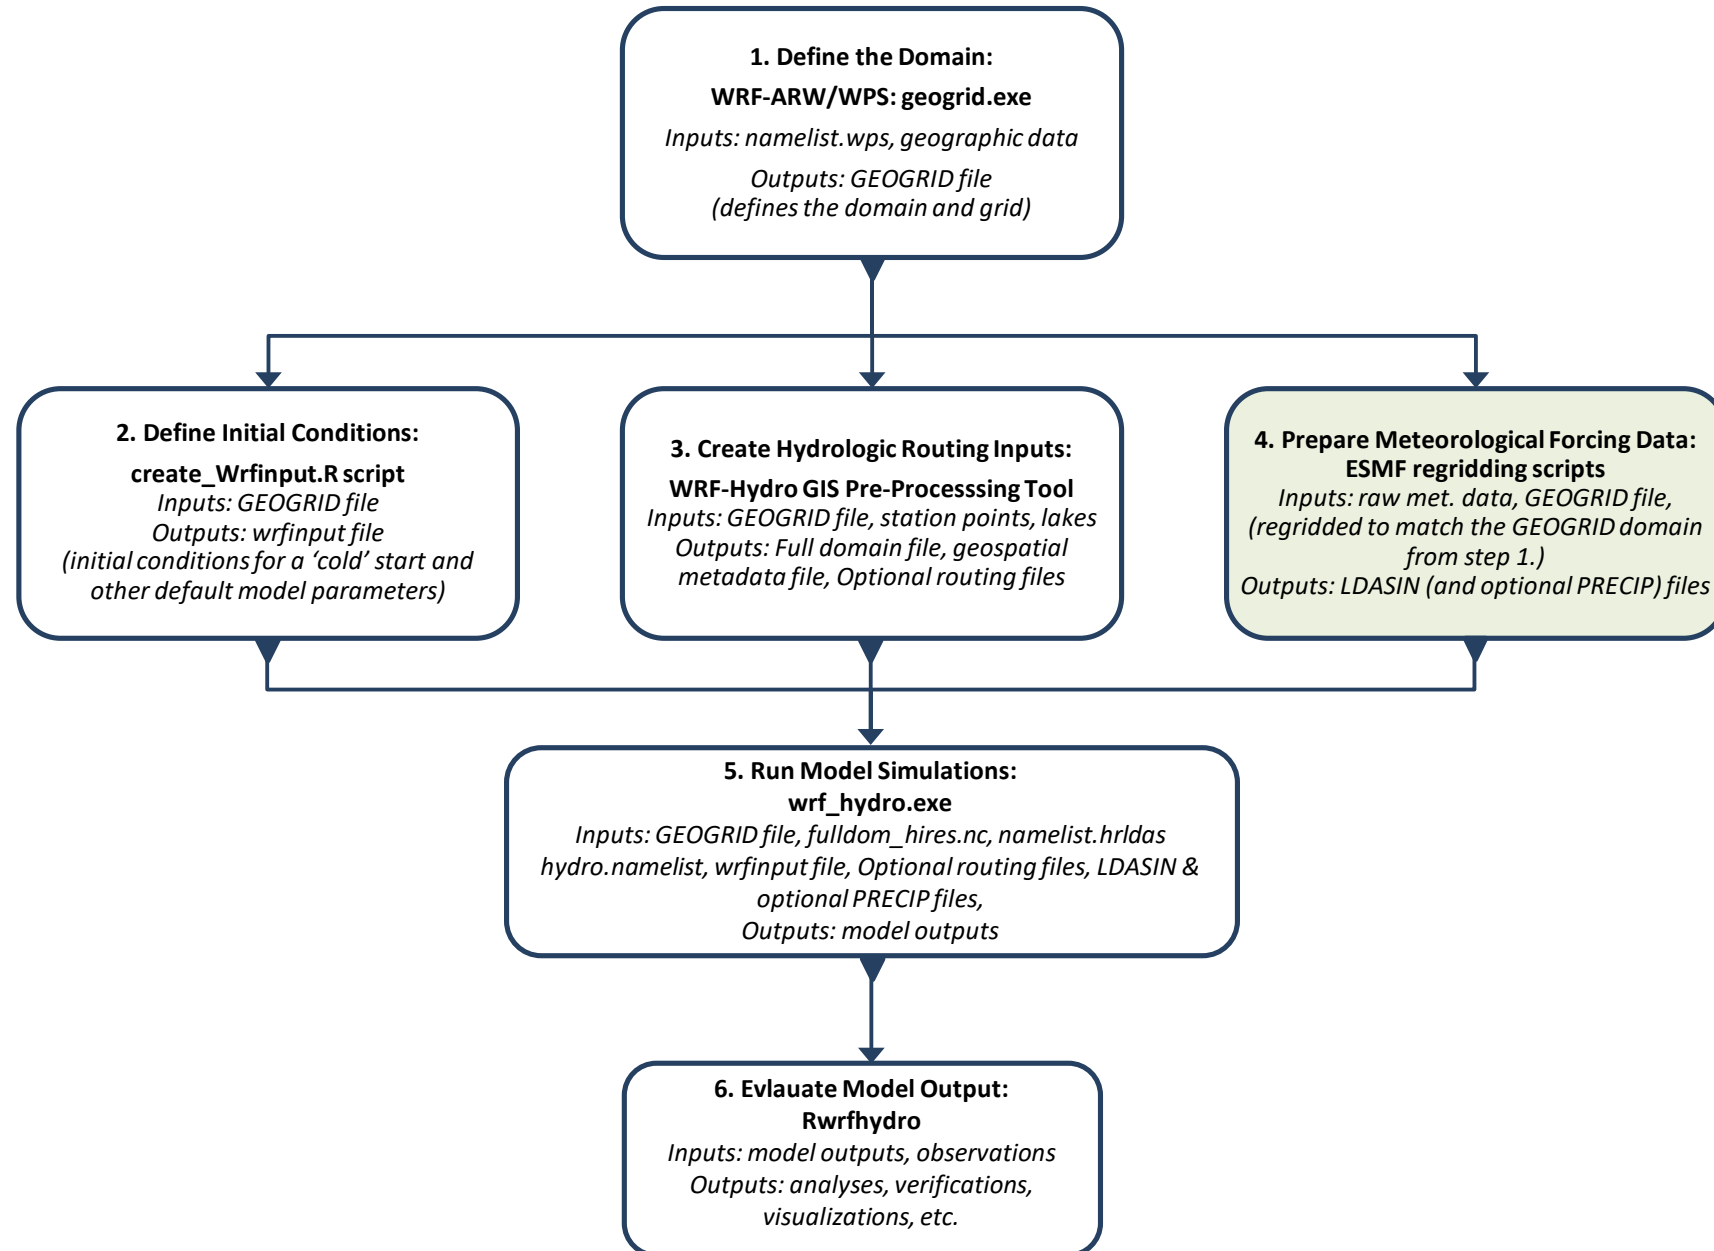 1. Define the Domain:
WRF-ARW/WPS: geogrid.exe
Inputs: namelist.wps, geographic data
Outputs: GEOGRID file
(defines the domain and grid)
2. Define Initial Conditions:
create_Wrfinput.R script
Inputs: GEOGRID file
Outputs: wrfinput file
(initial conditions for a ‘cold’ start and
other default model parameters)
3. Create Hydrologic Routing Inputs:
WRF-Hydro GIS Pre-Processsing Tool
Inputs: GEOGRID file, station points, lakes
Outputs: Full domain file, geospatial
metadata file, Optional routing files
4. Prepare Meteorological Forcing Data:
ESMF regridding scripts
Inputs: raw met. data, GEOGRID file,
(regridded to match the GEOGRID domain
from step 1.)
Outputs: LDASIN (and optional PRECIP) files
5. Run Model Simulations:
wrf_hydro.exe
Inputs: GEOGRID file, fulldom_hires.nc, namelist.hrldas
hydro.namelist, wrfinput file, Optional routing files, LDASIN &
optional PRECIP files,
Outputs: model outputs
6. Evlauate Model Output:
Rwrfhydro
Inputs: model outputs, observations
Outputs: analyses, verifications,
visualizations, etc.